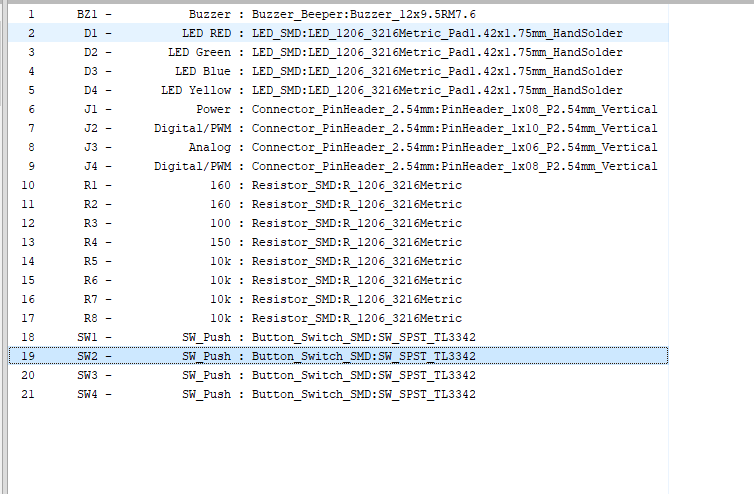 1 BZ1 - Buzzer : Buzzer_Beeper:Buzzer_12x9.5RM7.6
2 D1 - LED RED : LED_SMD:LED_1206_3216Metric_Pad1.42x1.75mm_HandSolder
3 D2 - LED Green : LED_SMD:LED_1206_3216Metric_Pad1.42x1.75mm_HandSolder
4 D3 - LED Blue : LED_SMD:LED_1206_3216Metric_Pad1.42x1.75mm_HandSolder
5 D4 - LED Yellow : LED_SMD:LED_1206_3216Metric_Pad1.42x1.75mm_HandSolder
6 J1 - Power : Connector_PinHeader_2.54mm:PinHeader_1x08_P2.54mm_Vertical
7 J2 - Digital/PWM : Connector_PinHeader_2.54mm:PinHeader_1x10_P2.54mm_Vertical
8 J3 - Analog : Connector_PinHeader_2.54mm:PinHeader_1x06_P2.54mm_Vertical
9 J4 - Digital/PWM : Connector_PinHeader_2.54mm:PinHeader_1x08_P2.54mm_Vertical
10 R1 - 160 : Resistor_SMD:R_1206_3216Metric
11 R2 - 160 : Resistor_SMD:R_1206_3216Metric
12 R3 - 100 : Resistor_SMD:R_1206_3216Metric
13 R4 - 150 : Resistor_SMD:R_1206_3216Metric
14 R5 - 10k : Resistor_SMD:R_1206_3216Metric
15 R6 - 10k : Resistor_SMD:R_1206_3216Metric
16 R7 - 10k : Resistor_SMD:R_1206_3216Metric
17 R8 - 10k : Resistor_SMD:R_1206_3216Metric
18 SW1 - SW_Push : Button_Switch_SMD:SW_SPST_TL3342
19 SW2 - SW_Push : Button_Switch_SMD:SW_SPST_TL3342
20 SW3 - SW_Push : Button_Switch_SMD:SW_SPST_TL3342
21 SW4 - SW_Push : Button_Switch_SMD:SW_SPST_TL3342